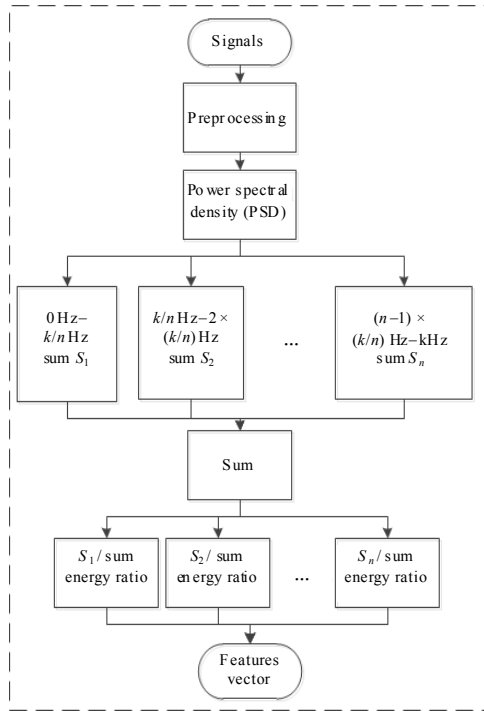 Signals
Preprocessing
Power spectral
density (PSD)
0 Hz–
k/n Hz
sum S1
k/n Hz–2 ×
(k/n) Hz
sum S2
...
(n–1) ×
(k/n) Hz–kHz
sum Sn
Sum
S1 / sum
energy ratio
S2 / sum
energy ratio
...
Sn / sum
energy ratio
Features
vector